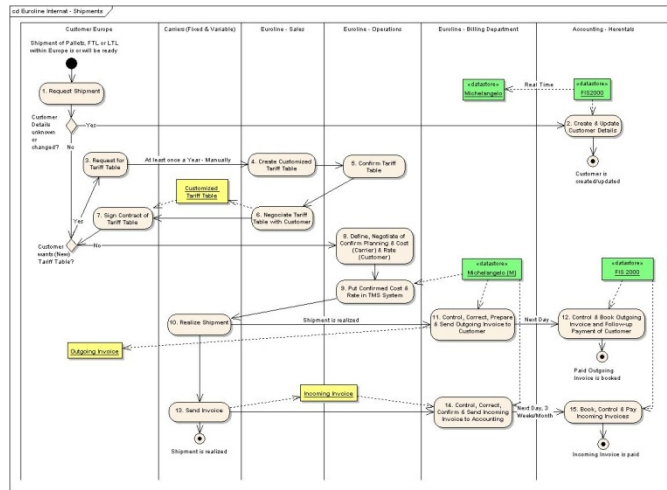 cd Euroline Internat - Shipments
Customer Europe
Carriers (Fixed & Variable)
Euroline - Sales
Euroline - Operations
Euroline - Billing Department
Accounting - Herentals
Shipment of Pallets, FTL or LTL
within Europe is or will be ready
1. Request Shipment
Customer
Details
unknown
or
changed?
Yes
No
«datastore»
Michelangelo
Real Time
«datastore»
FIS2000
2. Create & Update
Customer Details
Customer is
created/updated
3. Request for
Tariff Table
At least once a Year - Manually
4. Create Customized
Tariff Table
5. Confirm Tariff
Table
Customized
Tariff Table
6. Negotiate Tariff
Table with Customer
7. Sign Contract of
Tariff Table
Yes
Customer
wants (New)
Tariff Table?
No
8. Define, Negotiate of
Confirm Planning & Cost
(Carrier) & Rate
(Customer)
9. Put Confirmed Cost &
Rate in TMS System
«datastore»
Michelangelo (M)
«datastore»
FIS 2000
10. Realize Shipment
Shipment is realized
11. Control, Correct, Prepare
& Send Outgoing Invoice to
Customer
Next Day
12. Control & Book Outgoing
Invoice and Follow-up
Payment of Customer
Outgoing Invoice
Paid Outgoing
Invoice is booked
Incoming Invoice
13. Send Invoice
14. Control, Correct,
Confirm & Send Incoming
Invoice to Accounting
Next Day, 3
Weeks/Month
15. Book, Control & Pay
Incoming Invoices
Shipment is realized
Incoming Invoice is paid